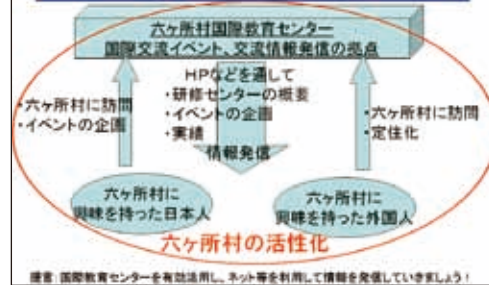 六ヶ所村国際教育センター
国際交流イベント、交流情報発信の拠点
・六ヶ所村に訪問
・イベントの企画
HPなどを通して
・研修センターの概要
・イベントの企画
・実績
情報発信
・六ヶ所村に訪問
・定住化
六ヶ所村に
興味を持った日本人
六ヶ所村に
興味を持った外国人
六ヶ所村の活性化
提言:国際教育センターを有効活用し、ネット等を利用して情報を発信していきましょう!